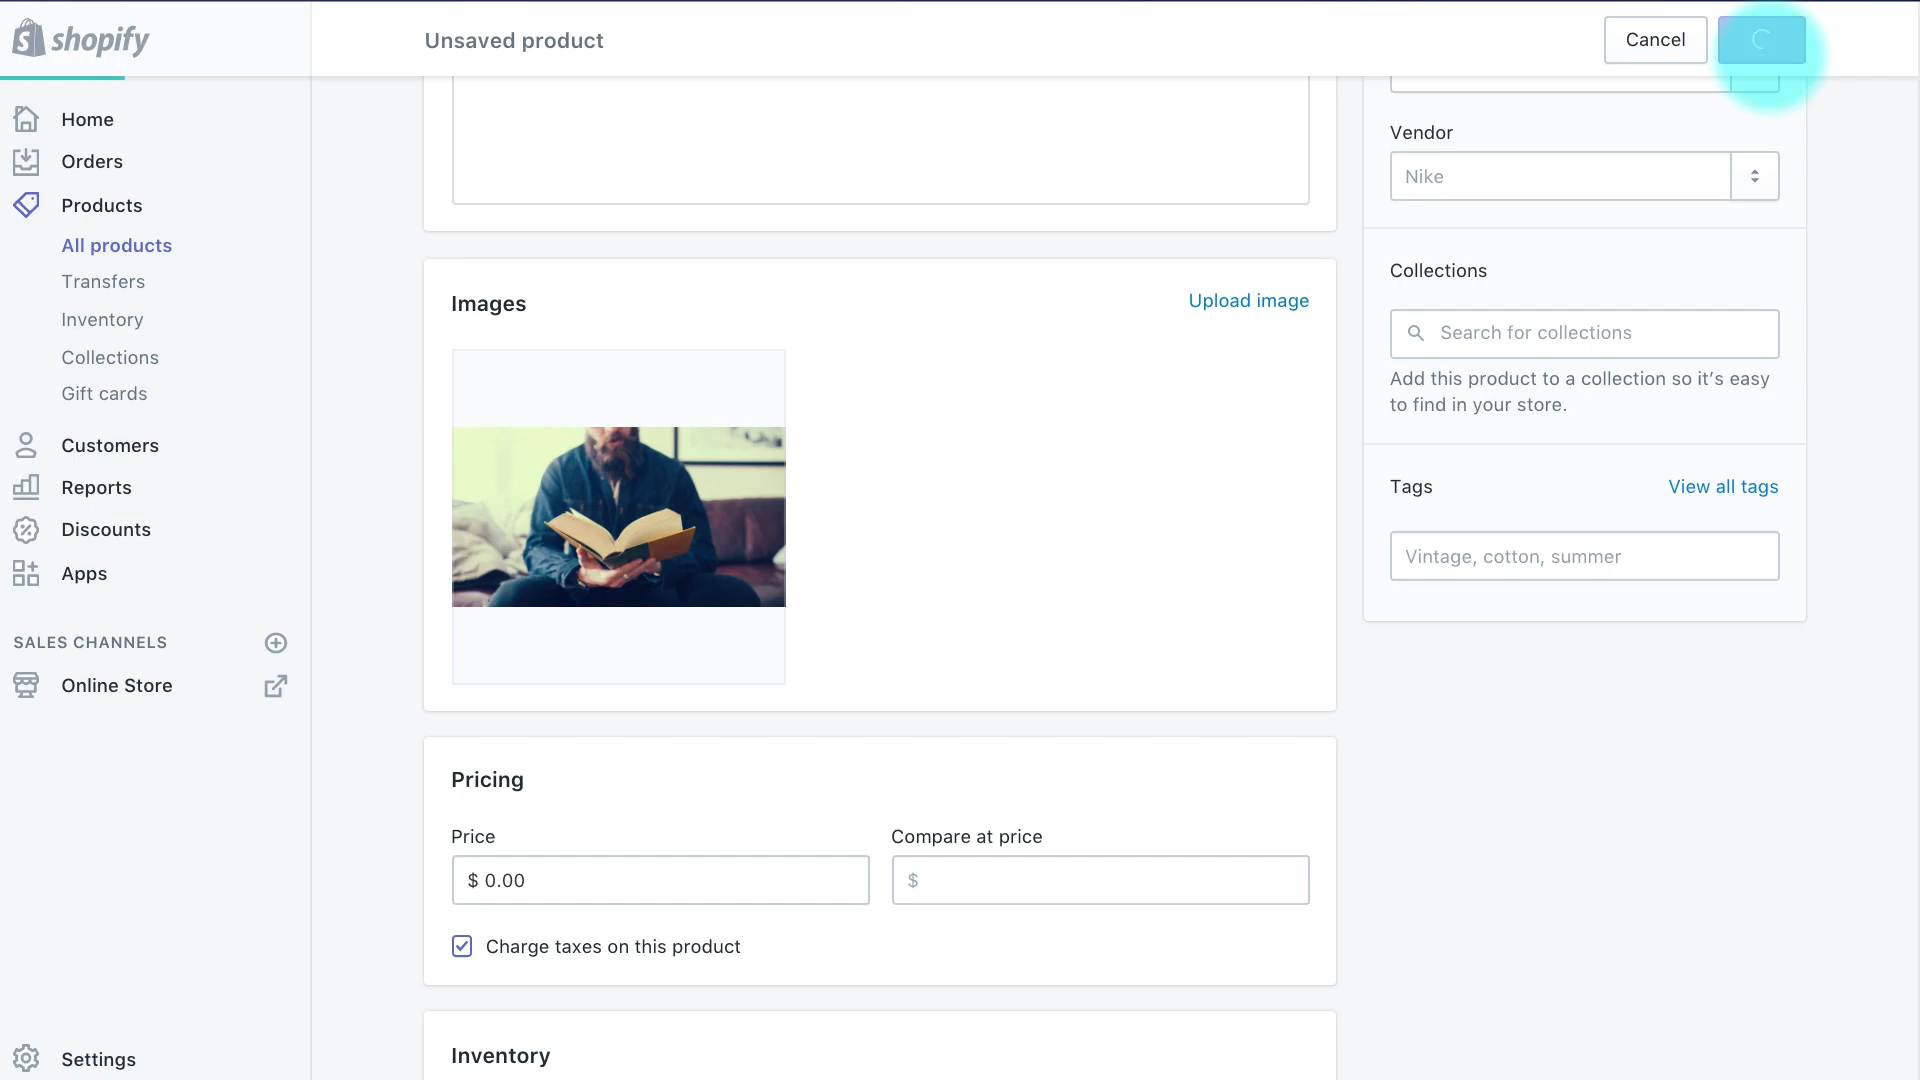 shopify
Unsaved product
Cancel
Home
Orders
Products
All products
Transfers
Inventory
Collections
Gift cards
Customers
Reports
Discounts
Apps
SALES CHANNELS
Online Store
Settings
Images
Upload image
Pricing
Price
Compare at price
$ 0.00
$
Charge taxes on this product
Inventory
Vendor
Nike
Collections
Search for collections
Add this product to a collection so it’s easy
to find in your store.
Tags
View all tags
Vintage, cotton, summer